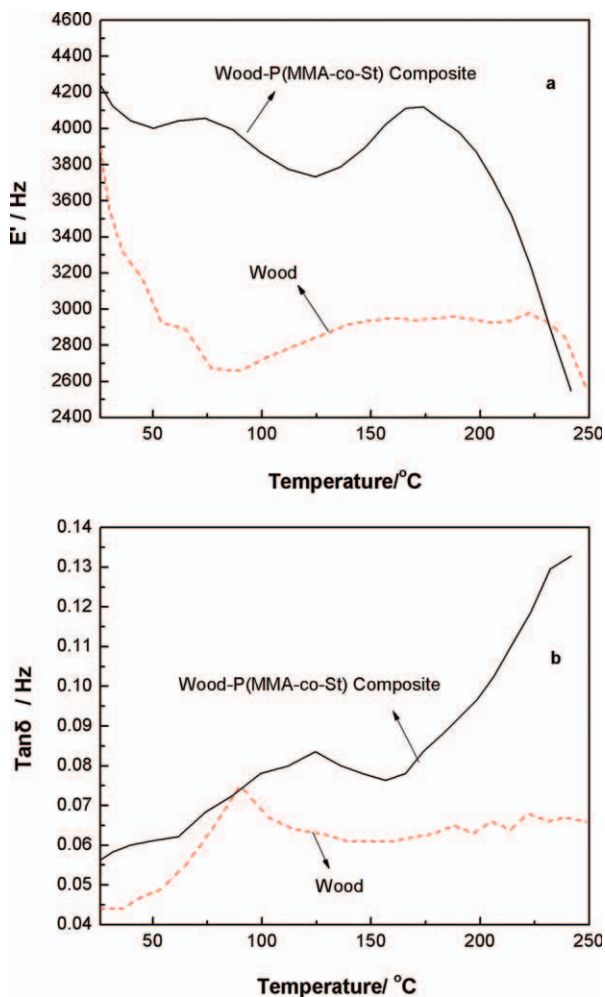 4600
4400
4200
4000
3800
3600
3400
3200
3000
2800
2600
2400
E' / Hz
Wood-P(MMA-co-St) Composite
a
Wood
50 100 150 200 250
Temperature/°C
0.14
0.13
0.12
0.11
0.10
0.09
0.08
0.07
0.06
0.05
0.04
Tanδ / Hz
b
Wood-P(MMA-co-St) Composite
Wood
50 100 150 200 250
Temperature/ °C